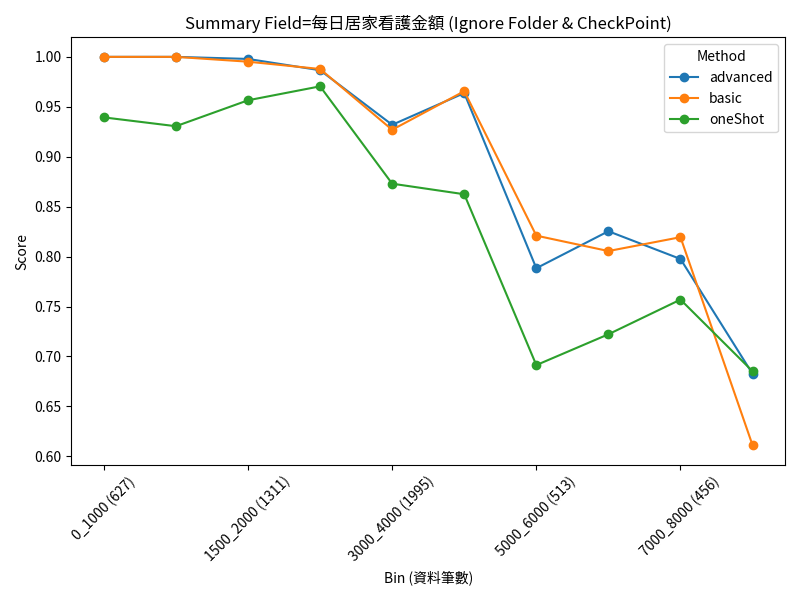 Summary Field=每日居家看護金額 (Ignore Folder & CheckPoint)
Method
advanced
basic
oneShot
Score
1.00
0.95
0.90
0.85
0.80
0.75
0.70
0.65
0.60
0_1000 (627)
1500_2000 (1311)
3000_4000 (1995)
5000_6000 (513)
7000_8000 (456)
Bin (資料筆數)